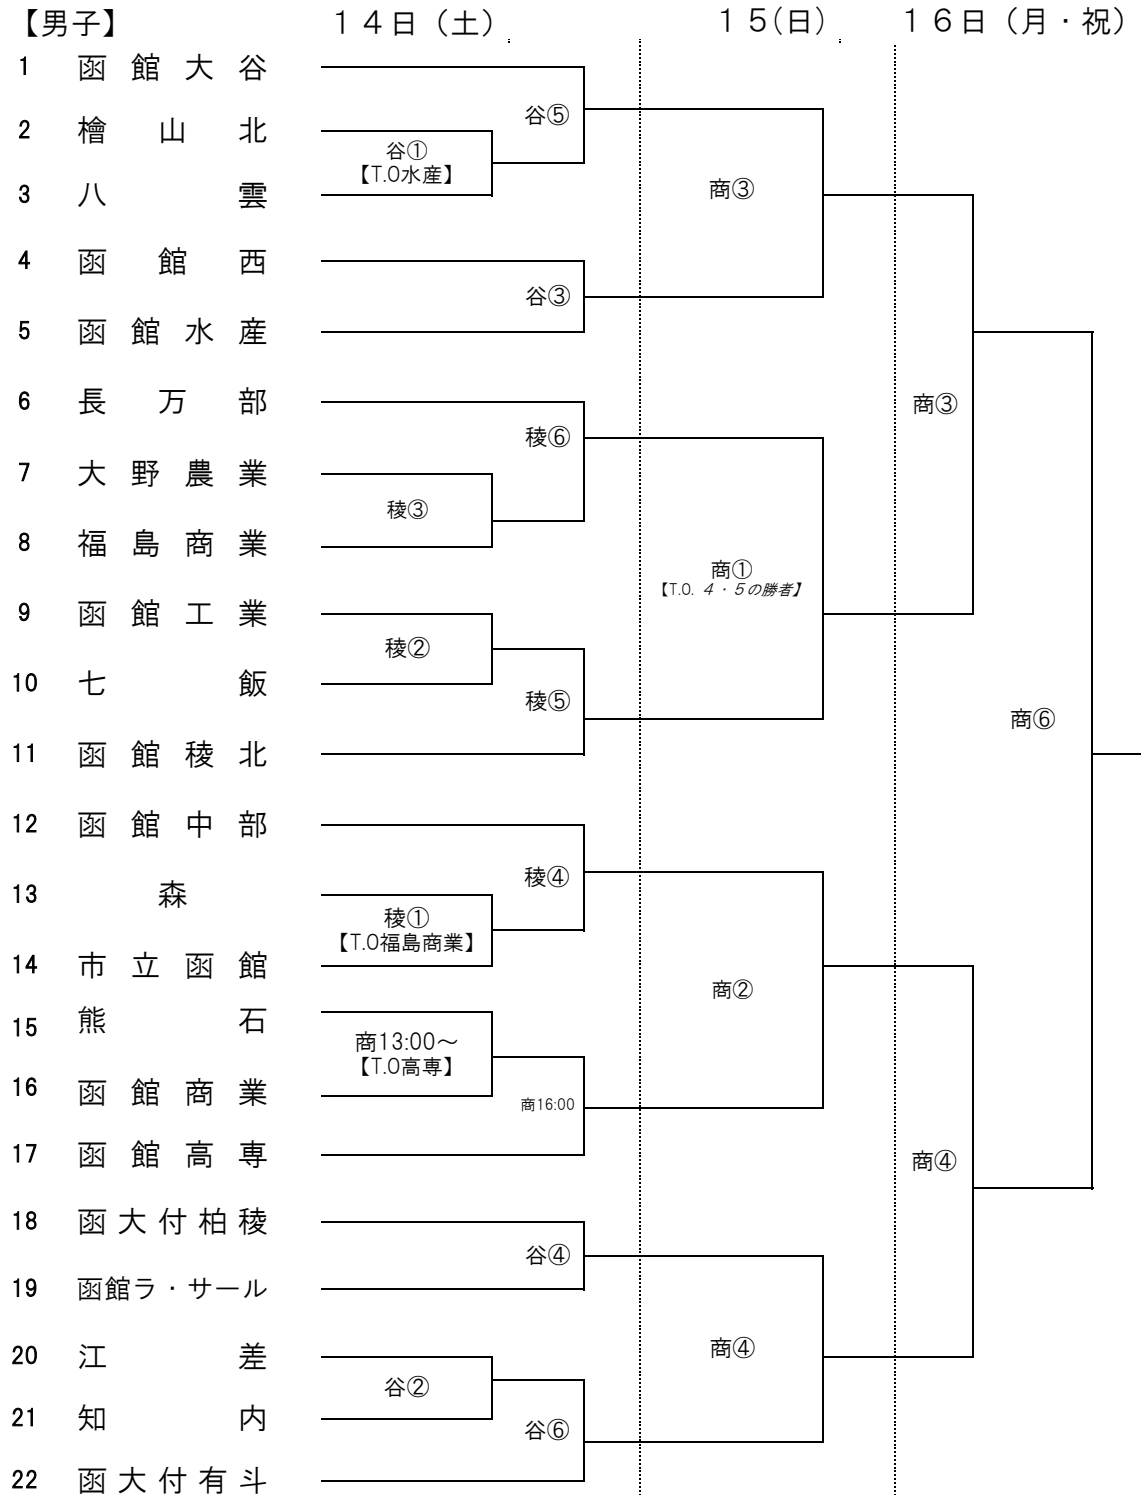 【男子】 14日（土） 15(日) 16日（月・祝）
1 函館大谷
谷⑤
2 檜山北
谷①
【T.O水産】
3 八雲
商③
4 函館西
谷③
5 函館水産
6 長万部
商③
稜⑥
7 大野農業
稜③
8 福島商業
商①
【T.O. 4・5の勝者】
9 函館工業
稜②
10 七飯
稜⑤
商⑥
11 函館稜北
12 函館中部
稜④
13 森
稜①
【T.O福島商業】
14 市立函館
商②
15 熊石
商13:00～
【T.O高専】
16 函館商業
商16:00
17 函館高専
商④
18 函大付柏稜
谷④
19 函館ラ・サール
商④
20 江差
谷②
21 知内
谷⑥
22 函大付有斗